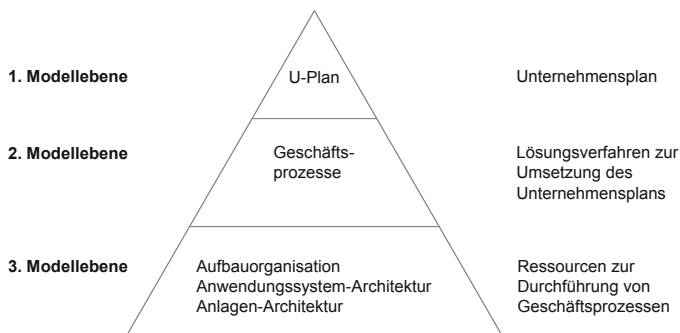 1. Modellebene
U-Plan
Unternehmensplan
2. Modellebene
Geschäfts-
prozesse
Lösungsverfahren zur
Umsetzung des
Unternehmensplans
3. Modellebene
Aufbauorganisation
Anwendungssystem-Architektur
Anlagen-Architektur
Ressourcen zur
Durchführung von
Geschäftsprozessen